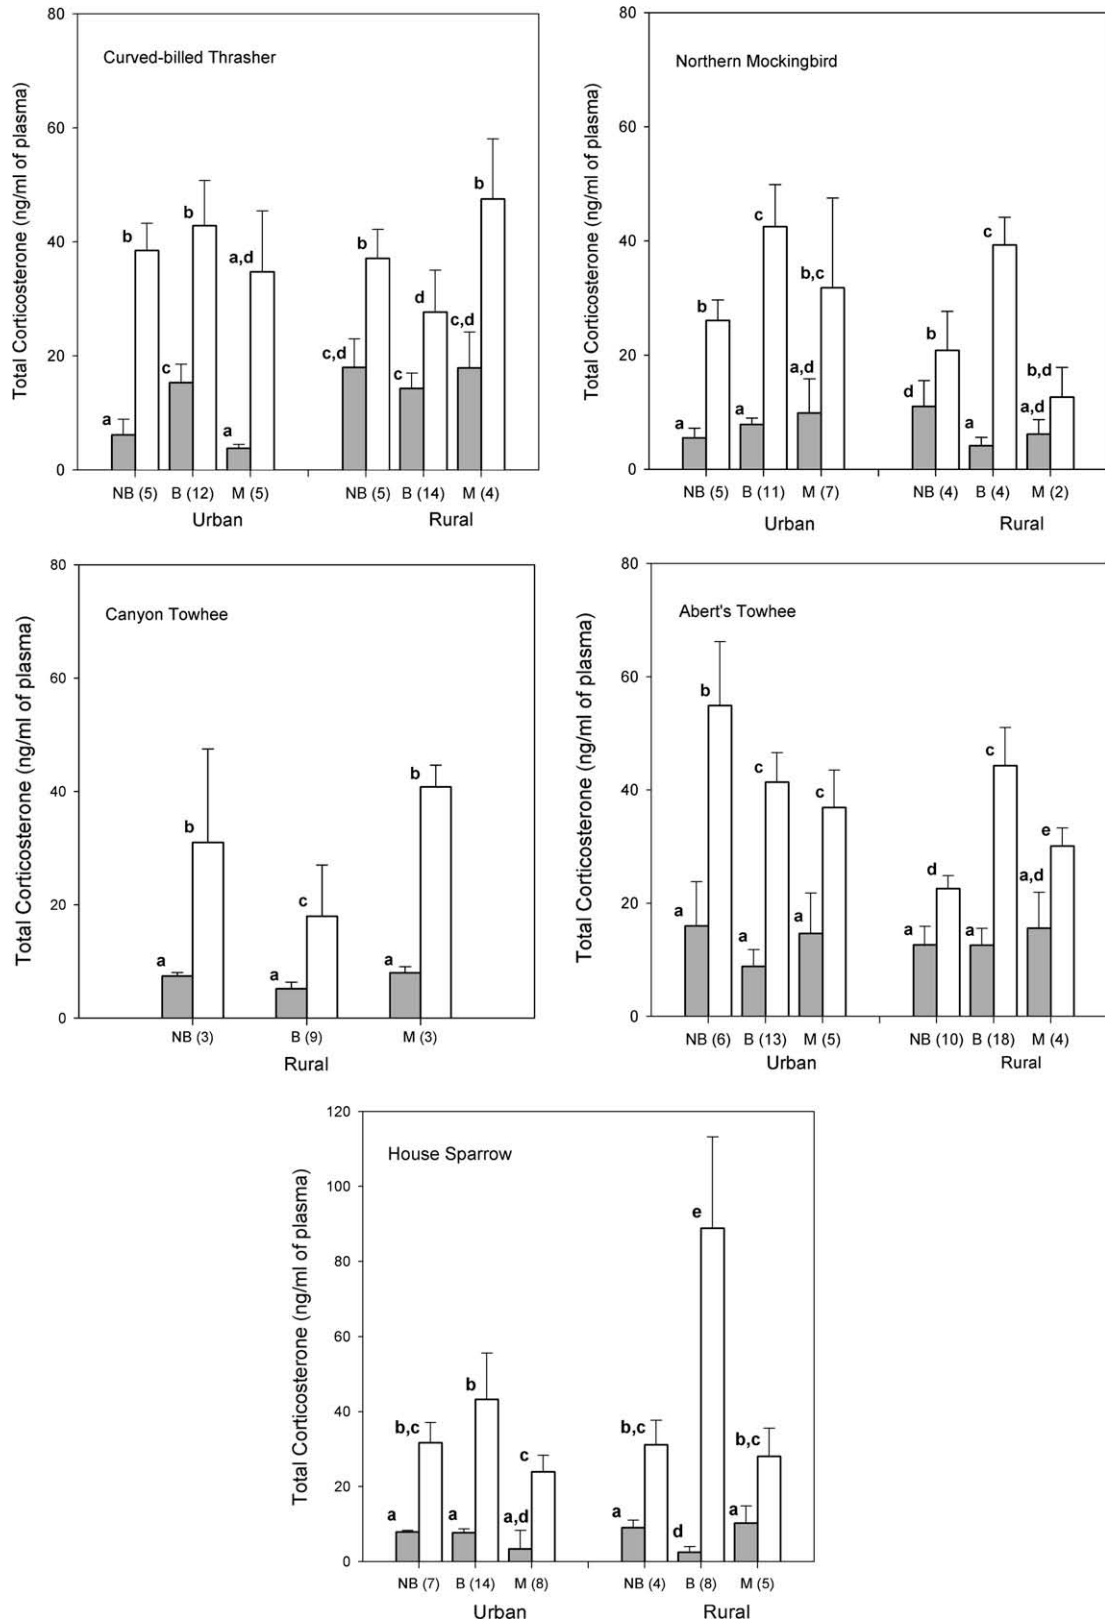 80
60
40
20
0
Total Corticosterone (ng/ml of plasma)
Curved-billed Thrasher
a
b
c
b
a
a,d
c,d
b
c
d
c,d
b
NB (5) B (12) M (5) NB (5) B (14) M (4)
Urban Rural
80
60
40
20
0
Total Corticosterone (ng/ml of plasma)
Northern Mockingbird
a
b
a
c
a,d
b,c
d
b
a
c
a,d
b,d
NB (5) B (11) M (7) NB (4) B (4) M (2)
Urban Rural
80
60
40
20
0
Total Corticosterone (ng/ml of plasma)
Canyon Towhee
a
b
a
c
a
b
NB (3) B (9) M (3)
Rural
80
60
40
20
0
Total Corticosterone (ng/ml of plasma)
Abert's Towhee
a
b
a
c
a
c
a
d
a
c
a,d
e
NB (6) B (13) M (5) NB (10) B (18) M (4)
Urban Rural
120
100
80
60
40
20
0
Total Corticosterone (ng/ml of plasma)
House Sparrow
a
b,c
a
b
a,d
c
a
b,c
d
e
a
b,c
NB (7) B (14) M (8) NB (4) B (8) M (5)
Urban Rural